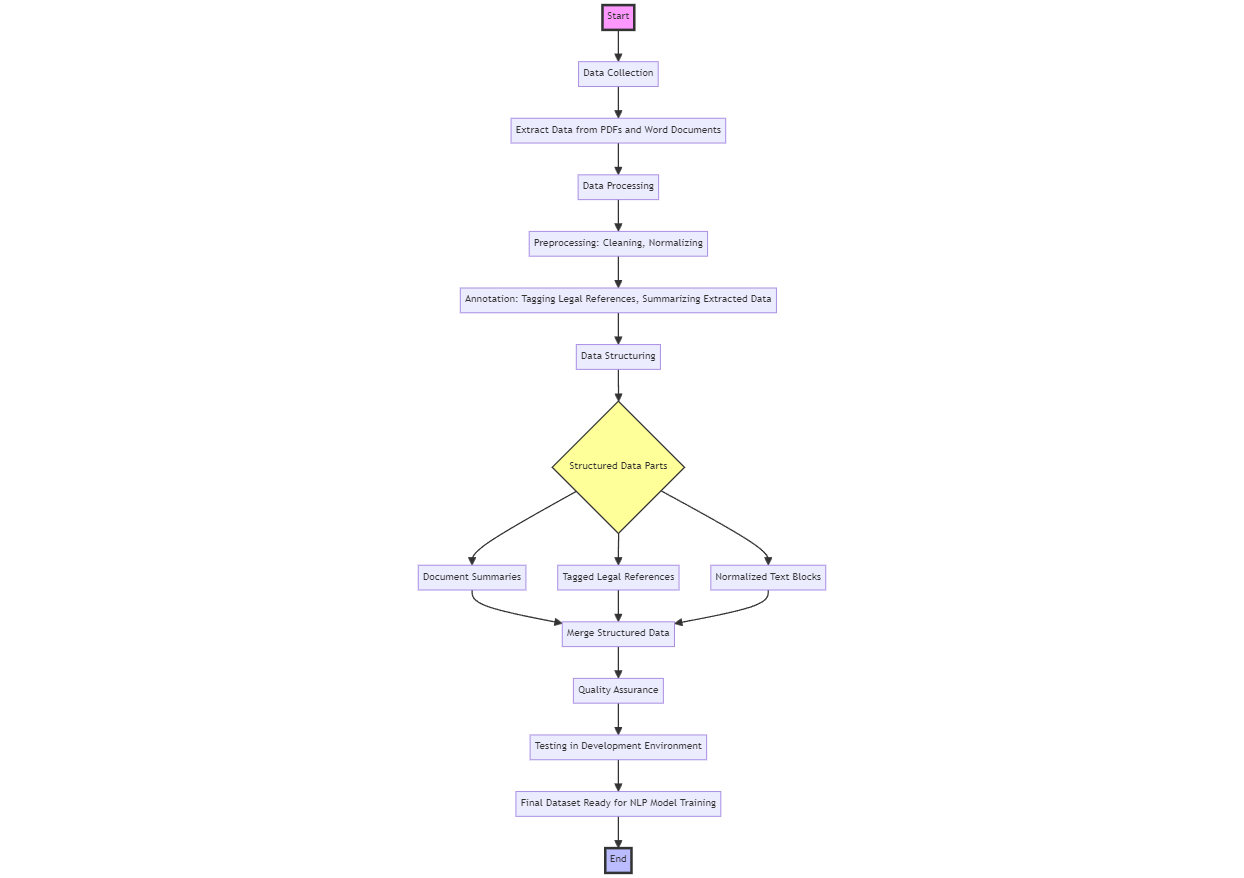 Start
Data Collection
Extract Data from PDFs and Word Documents
Data Processing
Preprocessing: Cleaning, Normalizing
Annotation: Tagging Legal References, Summarizing Extracted Data
Data Structuring
Structured Data Parts
Document Summaries
Tagged Legal References
Normalized Text Blocks
Merge Structured Data
Quality Assurance
Testing in Development Environment
Final Dataset Ready for NLP Model Training
End